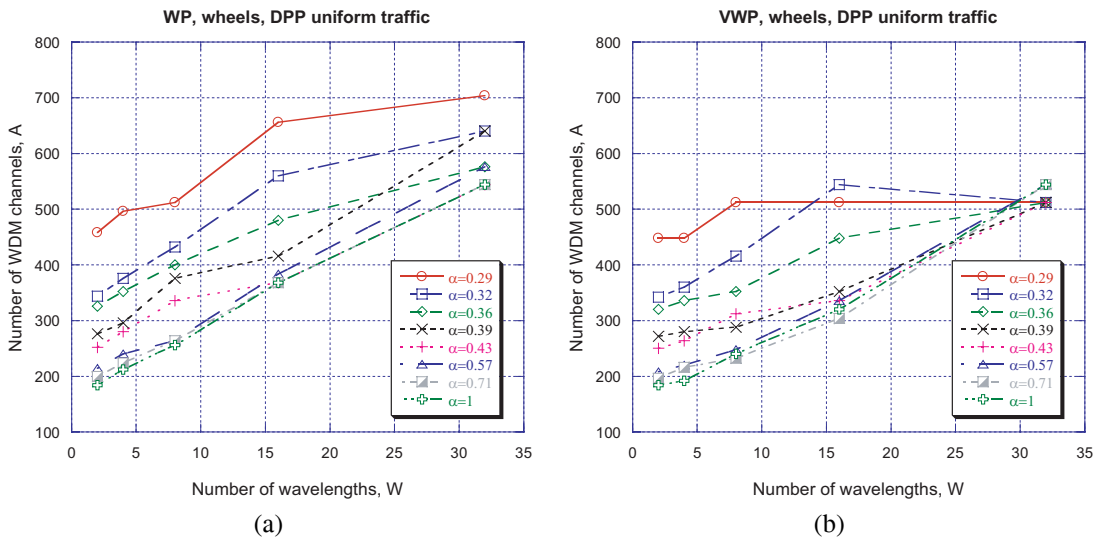 WP, wheels, DPP uniform traffic
800
700
600
500
400
300
200
100
Number of WDM channels, A
α=0.29
α=0.32
α=0.36
α=0.39
α=0.43
α=0.57
α=0.71
α=1
0 5 10 15 20 25 30 35
Number of wavelengths, W
(a)
VWP, wheels, DPP uniform traffic
800
700
600
500
400
300
200
100
Number of WDM channels, A
α=0.29
α=0.32
α=0.36
α=0.39
α=0.43
α=0.57
α=0.71
α=1
0 5 10 15 20 25 30 35
Number of wavelengths, W
(b)